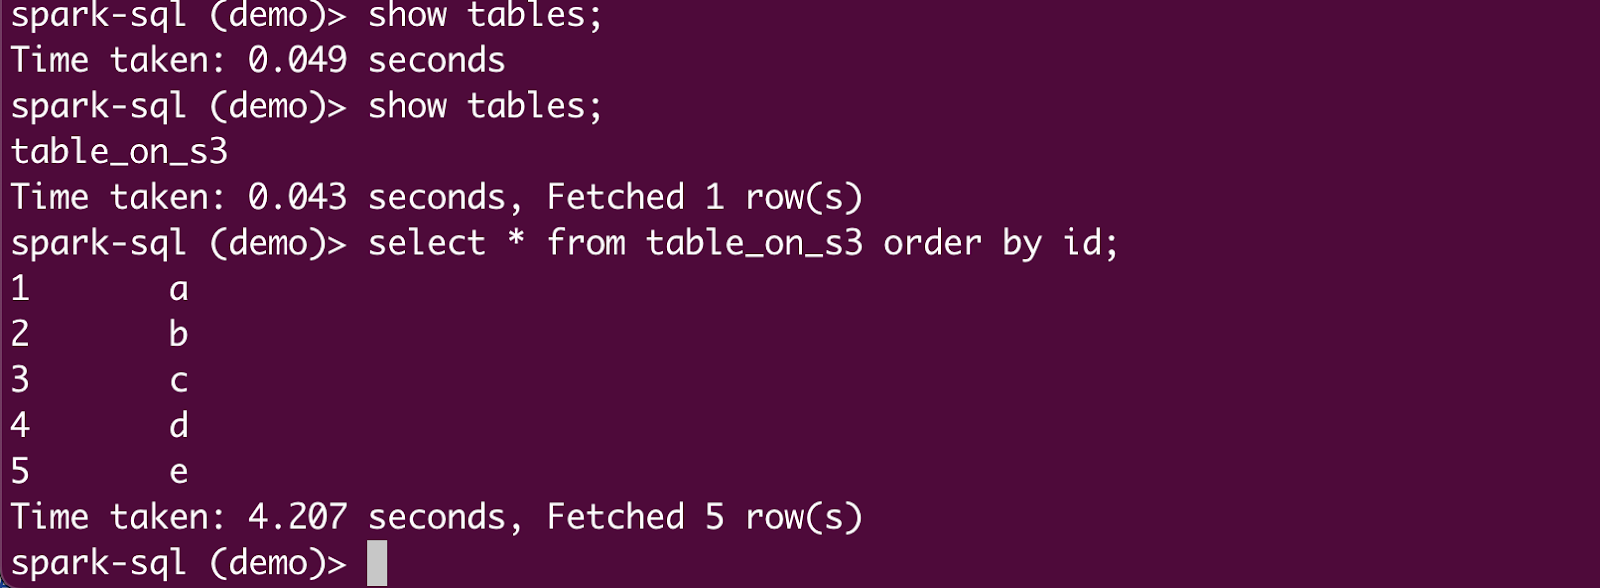 spark-sql (demo)> show tables;
Time taken: 0.049 seconds
spark-sql (demo)> show tables;
table_on_s3
Time taken: 0.043 seconds, Fetched 1 row(s)
spark-sql (demo)> select * from table_on_s3 order by id;
1       a
2       b
3       c
4       d
5       e
Time taken: 4.207 seconds, Fetched 5 row(s)
spark-sql (demo)>